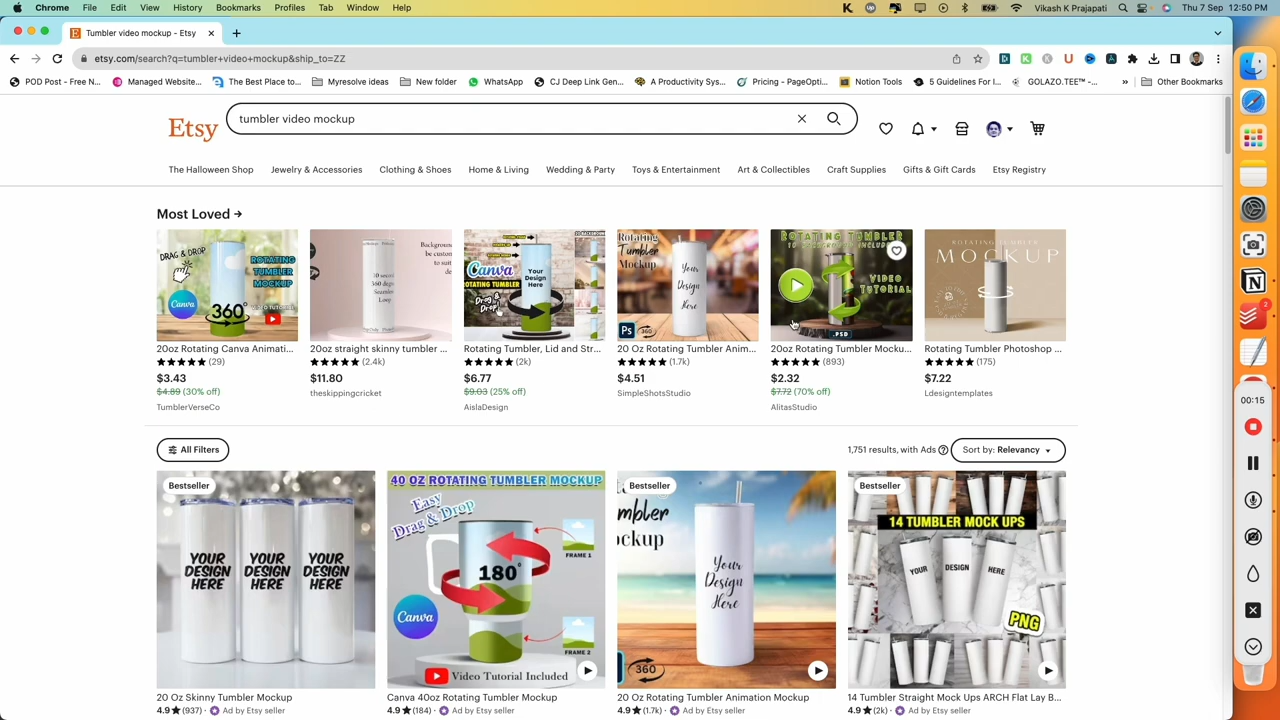 Chrome File Edit View History Bookmarks Profiles Tab Window Help
Vikash K Prajapati Thu 7 Sep 12:50 PM
Tumbler video mockup - Etsy
etsy.com/search?q=tumbler+video+mockup&ship_to=ZZ
POD Post - Free N... Managed Website... The Best Place to... Myresolve ideas New folder WhatsApp CJ Deep Link Gen... A Productivity Sys... Pricing - PageOpti... Notion Tools 5 Guidelines For I... GOLAZO.TEE™ –... » Other Bookmarks
Etsy
tumbler video mockup
The Halloween Shop Jewelry & Accessories Clothing & Shoes Home & Living Wedding & Party Toys & Entertainment Art & Collectibles Craft Supplies Gifts & Gift Cards Etsy Registry
Most Loved →
DRAG & DROP
Canva
ROTATING
TUMBLER
MOCKUP
360°
Background
be custom
to suit
Canva
ROTATING TUMBLER
Drag &
Drop
Your
Design
Here
Rotating
Tumbler
Mockup
Your
Design
Here
Ps
360
ROTATING TUMBLER
VIDEO
TUTORIAL
.PSD
ROTATING TUMBLER
MOCKUP
20oz Rotating Canva Animati... 20oz straight skinny tumbler ... Rotating Tumbler, Lid and Str... 20 Oz Rotating Tumbler Anim... 20oz Rotating Tumbler Mocku... Rotating Tumbler Photoshop ...
(29) (2.4k) (2k) (1.7k) (893) (175)
$3.43 $11.80 $6.77 $4.51 $2.32 $7.22
$4.89 (30% off) theskippingcricket $9.03 (25% off) SimpleShotsStudio $7.72 (70% off) Ldesigntemplates
TumblerVerseCo AislaDesign AlitasStudio
All Filters
1,751 results, with Ads ? Sort by: Relevancy
Bestseller
YOUR DESIGN HERE
YOUR DESIGN HERE
YOUR DESIGN HERE
40 OZ ROTATING TUMBLER MOCKUP
Easy
Drag & Drop
FRAME 1
180°
Canva
FRAME 2
Video Tutorial Included
Bestseller
mbler
ockup
Your
Design
Here
360
Bestseller
14 TUMBLER MOCK UPS
YOUR DESIGN HERE
PNG
20 Oz Skinny Tumbler Mockup Canva 40oz Rotating Tumbler Mockup 20 Oz Rotating Tumbler Animation Mockup 14 Tumbler Straight Mock Ups ARCH Flat Lay B...
4.9 (937) · Ad by Etsy seller 4.9 (184) · Ad by Etsy seller 4.9 (1.7k) · Ad by Etsy seller 4.9 (2k) · Ad by Etsy seller
2
00:15